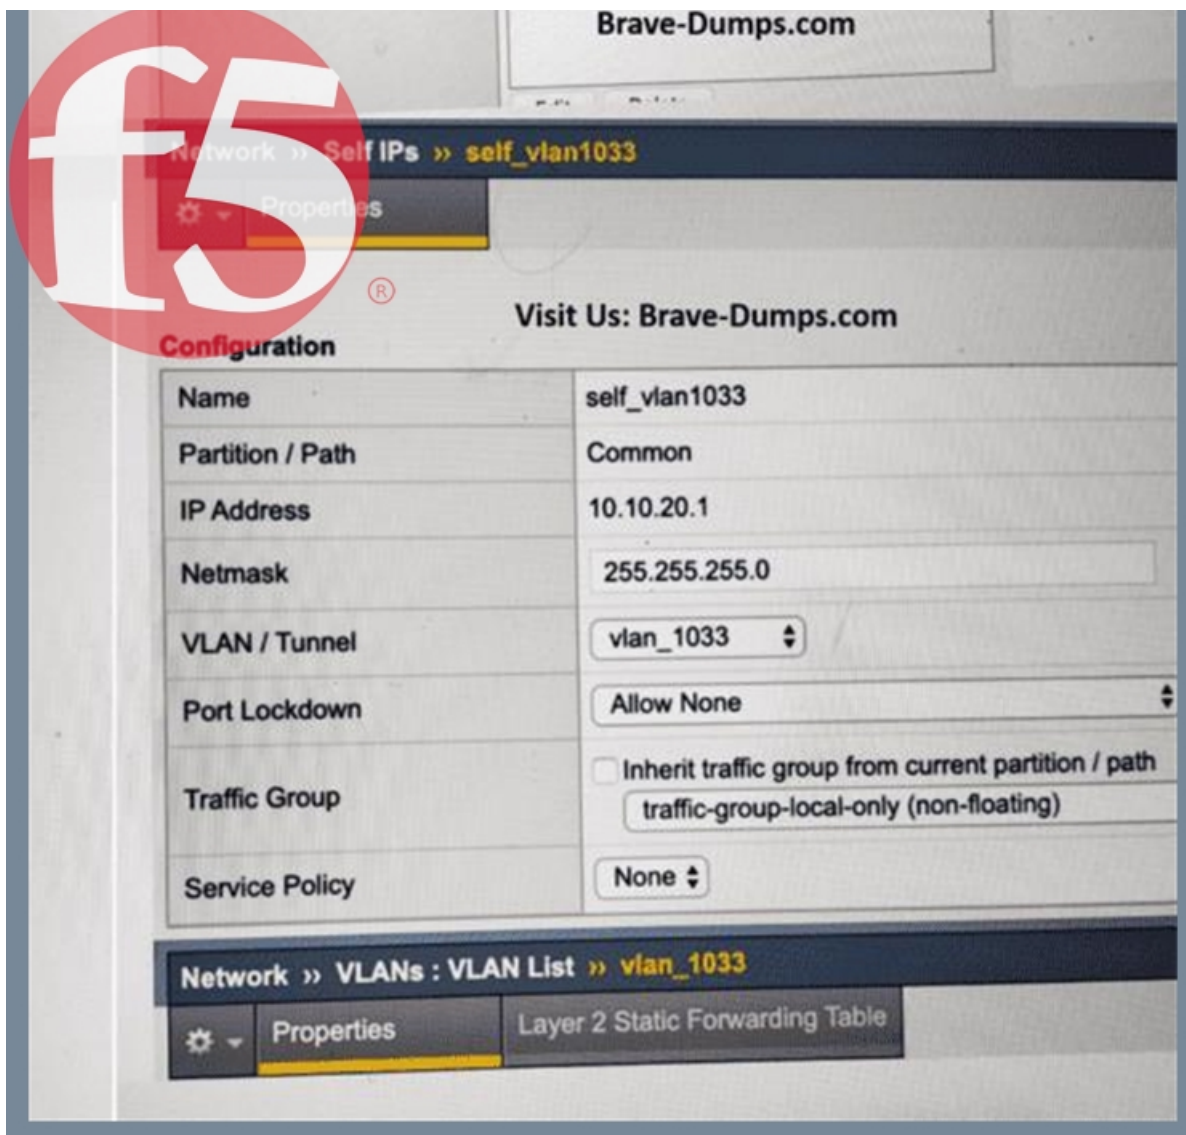 Brave-Dumps.com
f5
Network » Self IPs » self_vlan1033
Properties
®
Visit Us: Brave-Dumps.com
Configuration
Name self_vlan1033
Partition / Path Common
IP Address 10.10.20.1
Netmask 255.255.255.0
VLAN / Tunnel vlan_1033
Port Lockdown Allow None
Traffic Group Inherit traffic group from current partition / path
traffic-group-local-only (non-floating)
Service Policy None
Network » VLANs : VLAN List » vlan_1033
Properties Layer 2 Static Forwarding Table